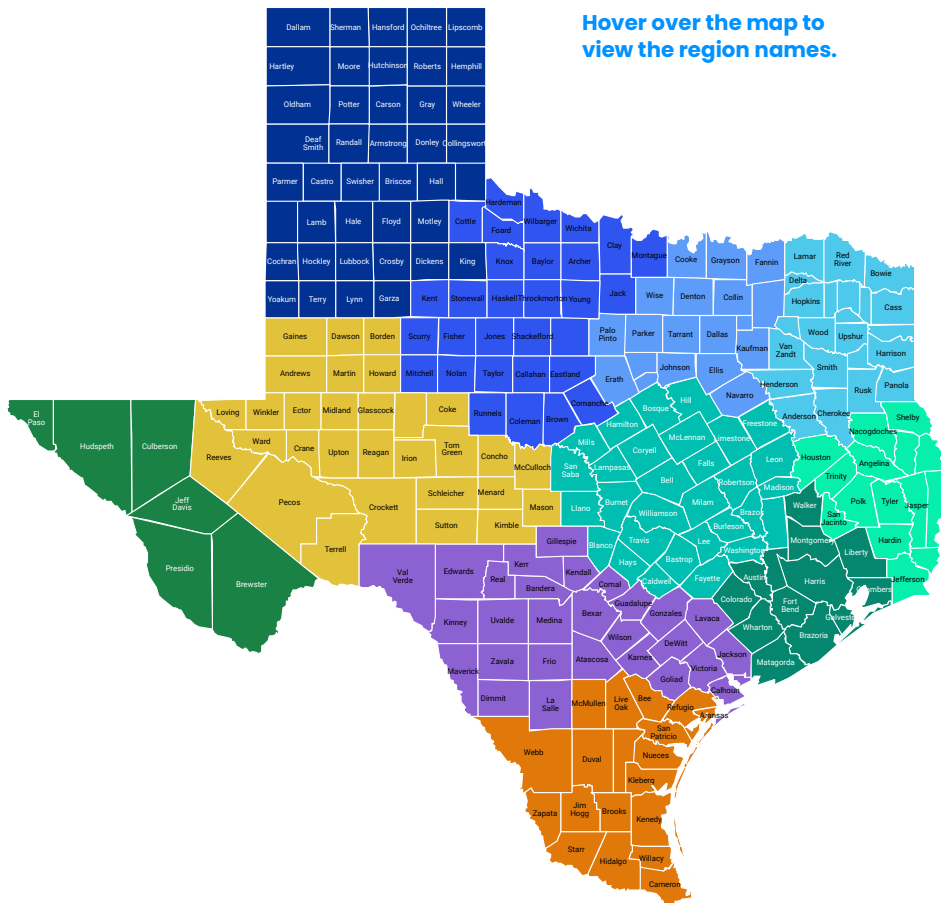 Hover over the map to
view the region names.
Dallam
Sherman
Hansford
Ochiltree
Lipscomb
Hartley
Moore
Hutchinson
Roberts
Hemphill
Oldham
Potter
Carson
Gray
Wheeler
Deaf
Smith
Randall
Armstrong
Donley
Collingswort
Parmer
Castro
Swisher
Briscoe
Hall
Hardeman
Lamb
Hale
Floyd
Motley
Cottle
Foard
Wilbarger
Wichita
Clay
Montague
Cooke
Grayson
Fannin
Lamar
Red
River
Bowie
Cochran
Hockley
Lubbock
Crosby
Dickens
King
Knox
Baylor
Archer
Delta
Yoakum
Terry
Lynn
Garza
Kent
Stonewall
Haskell
Throckmorton
Young
Jack
Wise
Denton
Collin
Hopkins
Cass
Gaines
Dawson
Borden
Scurry
Fisher
Jones
Shackelford
Palo
Pinto
Parker
Tarrant
Dallas
Kaufman
Van
Zandt
Wood
Upshur
Harrison
Andrews
Martin
Howard
Mitchell
Nolan
Taylor
Callahan
Eastland
Erath
Johnson
Ellis
Henderson
Smith
Rusk
Panola
El
Paso
Hudspeth
Culberson
Loving
Winkler
Ector
Midland
Glasscock
Coke
Runnels
Coleman
Brown
Comanche
Bosque
Hill
Navarro
Anderson
Cherokee
Shelby
Nacogdoches
Reeves
Ward
Crane
Upton
Reagan
Irion
Tom
Green
Concho
McCulloch
Mills
Hamilton
Coryell
McLennan
Limestone
Freestone
Leon
Houston
Angelina
San
Saba
Lampasas
Bell
Falls
Robertson
Madison
Trinity
Jeff
Davis
Pecos
Crockett
Schleicher
Menard
Mason
Llano
Burnet
Williamson
Milam
Brazo
Walker
San
Jacinto
Polk
Tyler
Jasper
Sutton
Kimble
Gillespie
Blanco
Travis
Lee
Burleson
Washington
Montgomery
Liberty
Hardin
Presidio
Brewster
Terrell
Val
Verde
Edwards
Real
Kerr
Bandera
Kendall
Comal
Hays
Caldwell
Bastrop
Fayette
Austin
Harris
Jefferson
Chambers
Colorado
Fort
Bend
Galvesto
Kinney
Uvalde
Medina
Bexar
Guadalupe
Gonzales
Lavaca
Wharton
Brazoria
Wilson
DeWitt
Jackson
Matagorda
Maverick
Zavala
Frio
Atascosa
Karnes
Goliad
Victoria
Calhoun
Dimmit
La
Salle
McMullen
Live
Oak
Bee
Refugio
Aransas
San
Patricio
Webb
Duval
Nueces
Kleberg
Zapata
Jim
Hogg
Brooks
Kenedy
Starr
Hidalgo
Willacy
Cameron